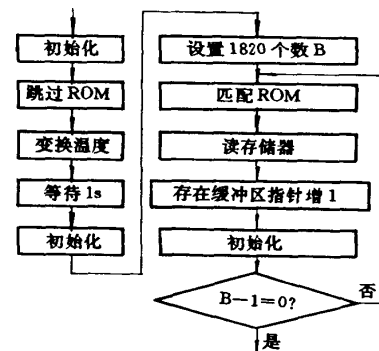 初始化
跳过ROM
变换温度
等待1s
初始化
设置1820个数B
匹配ROM
读存储器
存在缓冲区指针增1
初始化
B-1=0?
否
是